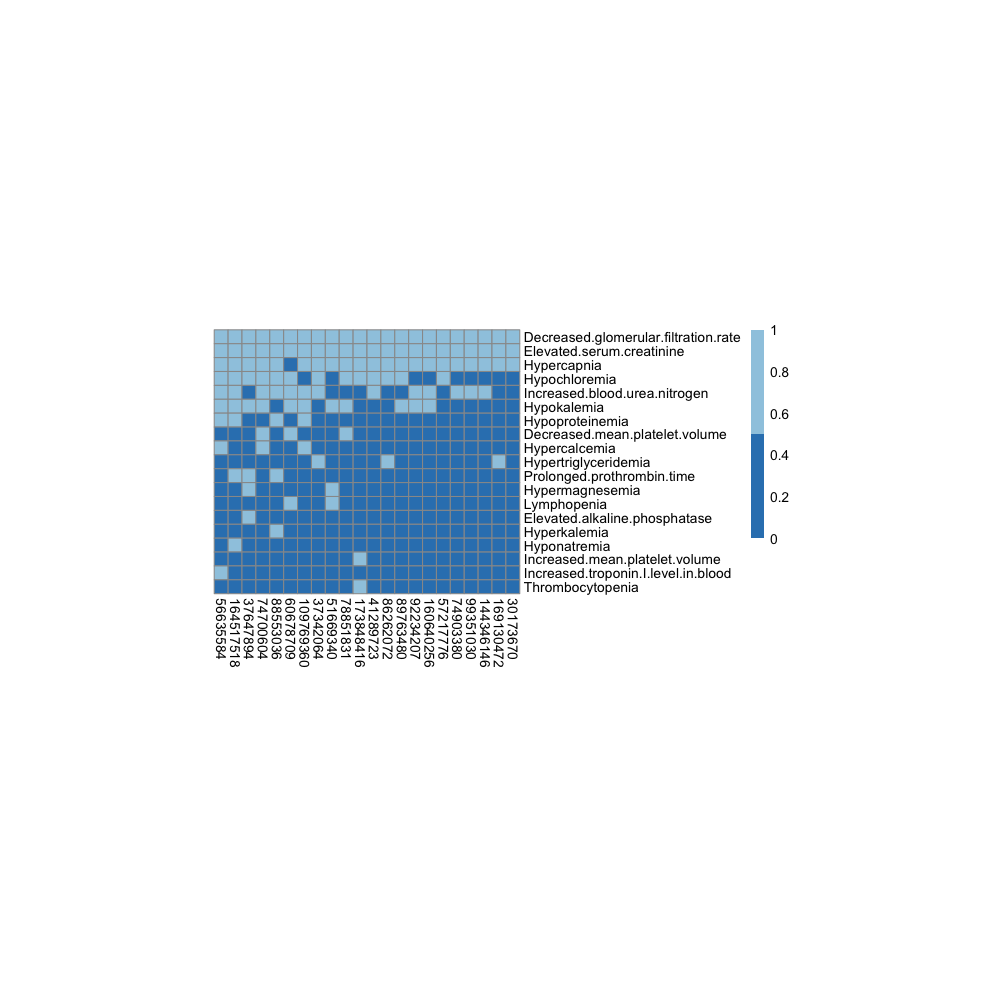 Decreased.glomerular.filtration.rate
Elevated.serum.creatinine
Hypercapnia
Hypochloremia
Increased.blood.urea.nitrogen
Hypokalemia
Hypoproteinemia
Decreased.mean.platelet.volume
Hypercalcemia
Hypertriglyceridemia
Prolonged.prothrombin.time
Hypermagnesemia
Lymphopenia
Elevated.alkaline.phosphatase
Hyperkalemia
Hyponatremia
Increased.mean.platelet.volume
Increased.troponin.I.level.in.blood
Thrombocytopenia
1
0.8
0.6
0.4
0.2
0
56635584
164517518
37647894
74700604
88553036
60678709
109769360
37342064
51669340
78851831
173848416
41289723
86262072
89763480
92234207
160640256
57217776
74903380
99351030
144346146
169130472
30173670